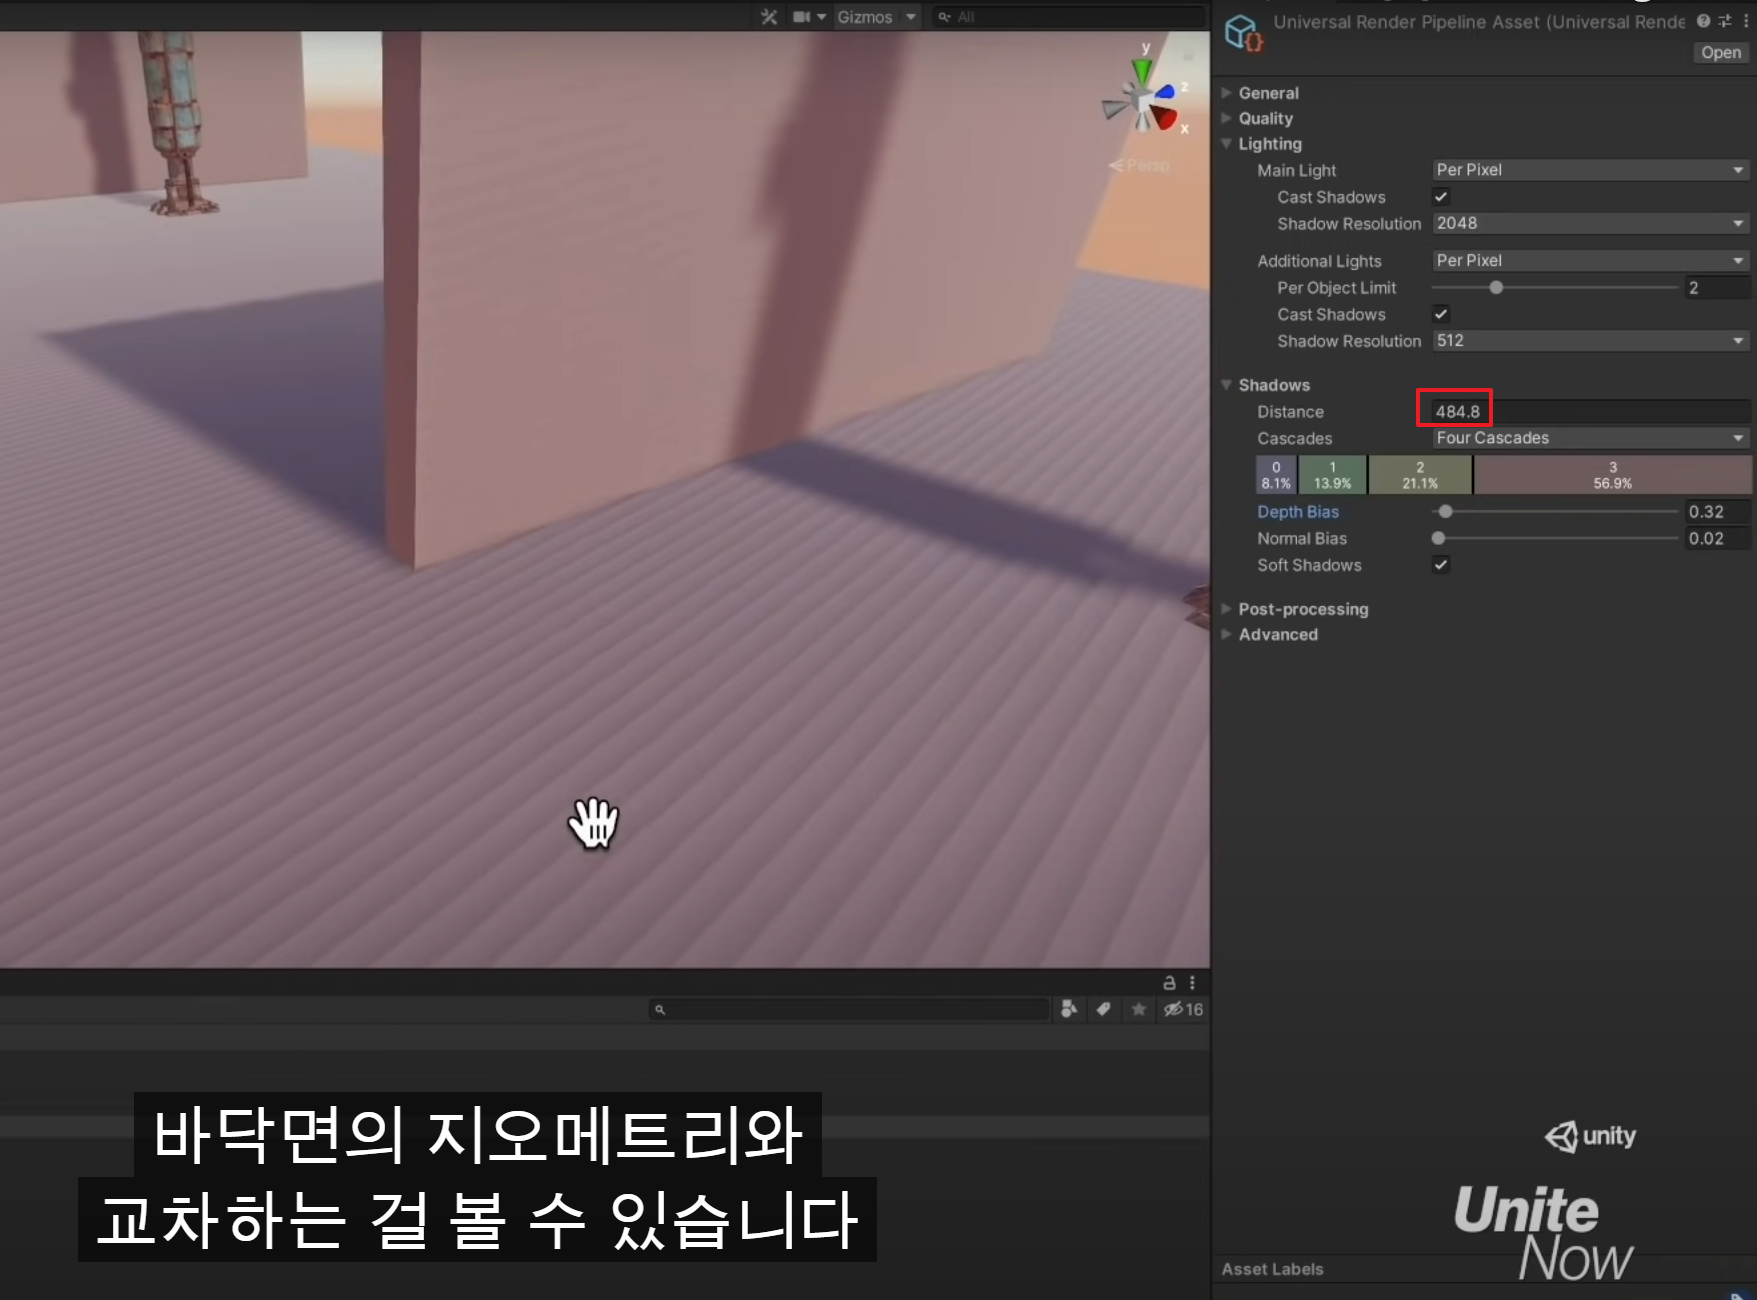 Gizmos
All
Universal Render Pipeline Asset (Universal Rende
Open
y
z
x
Persp
General
Quality
Lighting
Main Light Per Pixel
Cast Shadows
Shadow Resolution 2048
Additional Lights Per Pixel
Per Object Limit 2
Cast Shadows
Shadow Resolution 512
Shadows
Distance 484.8
Cascades Four Cascades
0 1 2 3
8.1% 13.9% 21.1% 56.9%
Depth Bias 0.32
Normal Bias 0.02
Soft Shadows
Post-processing
Advanced
16
바닥면의 지오메트리와
교차하는 걸 볼 수 있습니다
unity
Unite
Now
Asset Labels